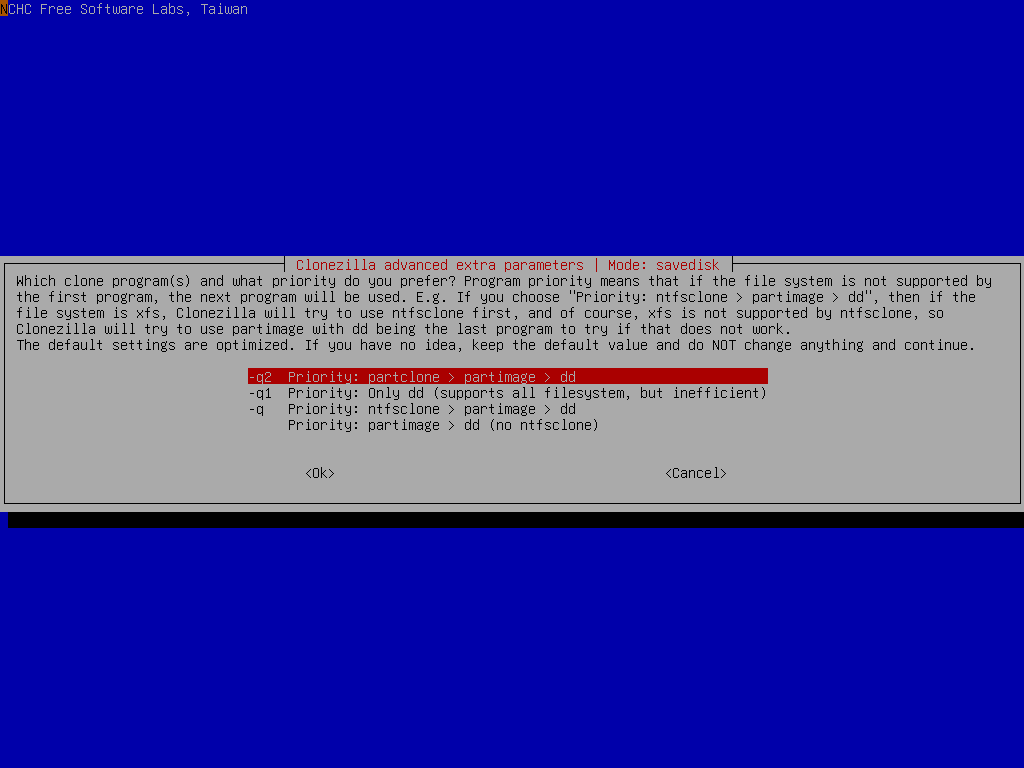 NCHC Free Software Labs, Taiwan
Clonezilla advanced extra parameters | Mode: savedisk
Which clone program(s) and what priority do you prefer? Program priority means that if the file system is not supported by
the first program, the next program will be used. E.g. If you choose "Priority: ntfsclone > partimage > dd", then if the
file system is xfs, Clonezilla will try to use ntfsclone first, and of course, xfs is not supported by ntfsclone, so
Clonezilla will try to use partimage with dd being the last program to try if that does not work.
The default settings are optimized. If you have no idea, keep the default value and do NOT change anything and continue.
-q2 Priority: partclone > partimage > dd
-q1 Priority: Only dd (supports all filesystem, but inefficient)
-q Priority: ntfsclone > partimage > dd
Priority: partimage > dd (no ntfsclone)
<Ok> <Cancel>